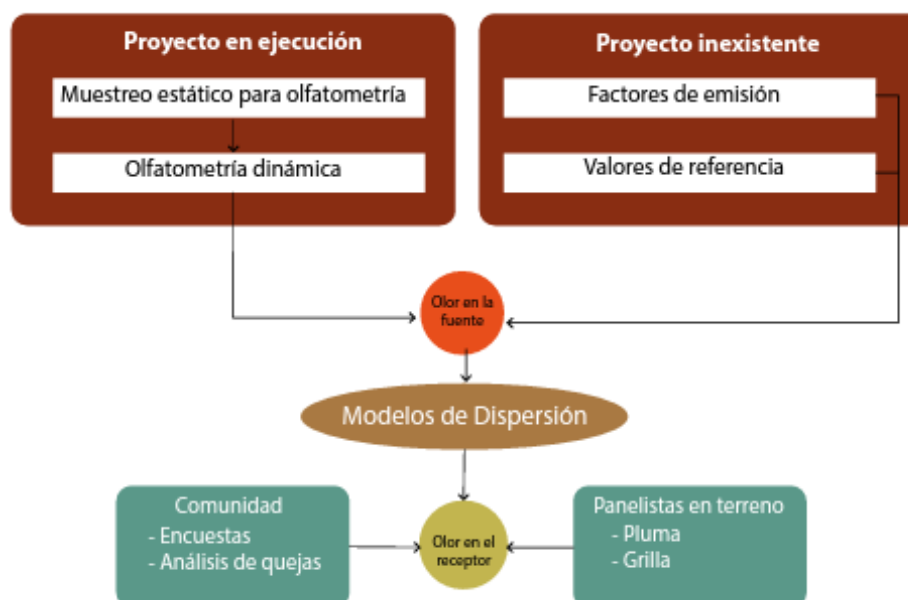 Proyecto en ejecución
Muestreo estático para olfatometría
Olfatometría dinámica
Proyecto inexistente
Factores de emisión
Valores de referencia
Olor en la
fuente
Modelos de Dispersión
Comunidad
- Encuestas
- Análisis de quejas
Olor en el
receptor
Panelistas en terreno
- Pluma
- Grilla